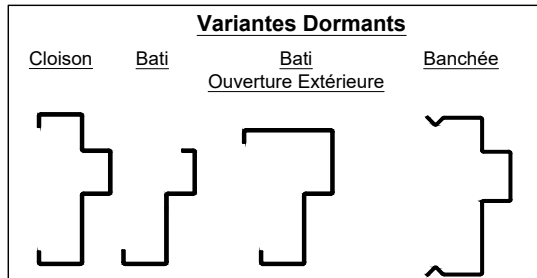 Variantes Dormants
Cloison Bati Bati Banchée
Ouverture Extérieure